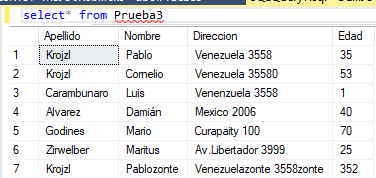 select* from Prueba3
Apellido Nombre Direccion Edad
1 Krojzl Pablo Venezuela 3558 35
2 Krojzl Cornelio Venezuela 35580 53
3 Carambunaro Luis Venenzuela 3558 1
4 Alvarez Damián Mexico 2006 40
5 Godines Mario Curapaity 100 70
6 Zirwelber Maritus Av.Libertador 3999 25
7 Krojzl Pablozonte Venezuelazonte 3558zonte 352